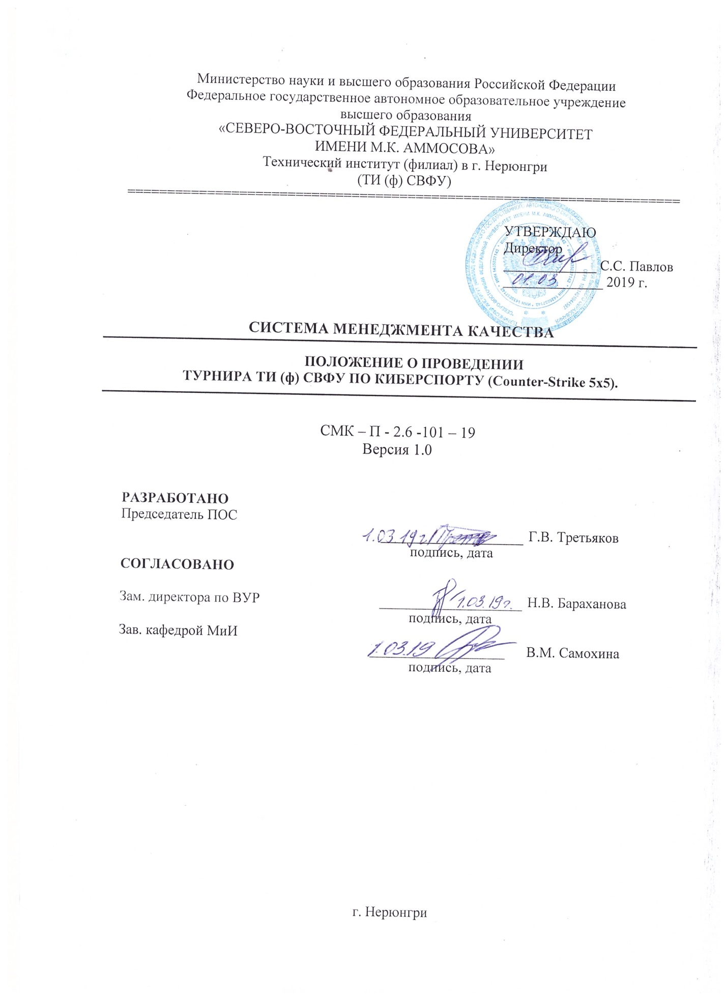 Министерство науки и высшего образования Российской Федерации
Федеральное государственное автономное образовательное учреждение
высшего образования
«СЕВЕРО-ВОСТОЧНЫЙ ФЕДЕРАЛЬНЫЙ УНИВЕРСИТЕТ
ИМЕНИ М.К. АММОСОВА»
Технический институт (филиал) в г. Нерюнгри
(ТИ (ф) СВФУ)
УТВЕРЖДАЮ
Директор
С.С. Павлов
01.03 2019 г.
СИСТЕМА МЕНЕДЖМЕНТА КАЧЕСТВА
ПОЛОЖЕНИЕ О ПРОВЕДЕНИИ
ТУРНИРА ТИ (ф) СВФУ ПО КИБЕРСПОРТУ (Counter-Strike 5x5).
СМК – П - 2.6 -101 – 19
Версия 1.0
РАЗРАБОТАНО
Председатель ПОС
1.03.19г. Г.В. Третьяков
подпись, дата
СОГЛАСОВАНО
Зам. директора по ВУР
1.03.19г. Н.В. Бараханова
подпись, дата
Зав. кафедрой МиИ
1.03.19 В.М. Самохина
подпись, дата
г. Нерюнгри